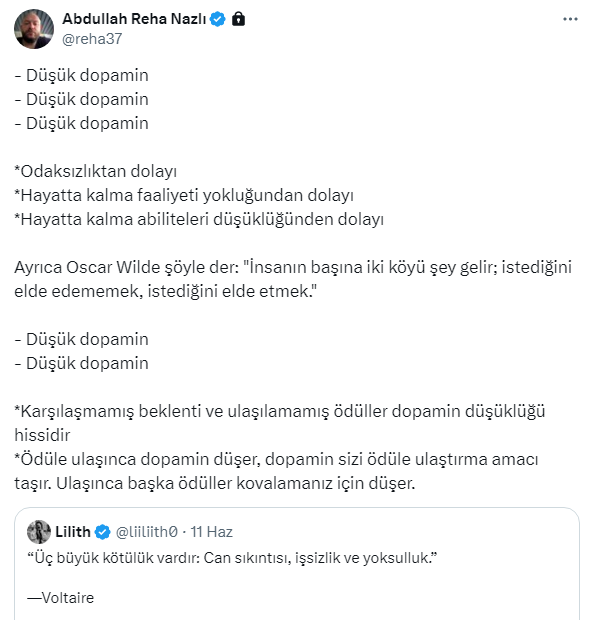 Abdullah Reha Nazlı
@reha37
- Düşük dopamin
- Düşük dopamin
- Düşük dopamin
*Odaksızlıktan dolayı
*Hayatta kalma faaliyeti yokluğundan dolayı
*Hayatta kalma abiliteleri düşüklüğünden dolayı
Ayrıca Oscar Wilde şöyle der: "İnsanın başına iki köyü şey gelir; istediğini
elde edememek, istediğini elde etmek."
- Düşük dopamin
- Düşük dopamin
*Karşılaşmamış beklenti ve ulaşılamamış ödüller dopamin düşüklüğü
hissidir
*Ödüle ulaşınca dopamin düşer, dopamin sizi ödüle ulaştırma amacı
taşır. Ulaşınca başka ödüller kovalamanız için düşer.
Lilith @liiliith0 · 11 Haz
“Üç büyük kötülük vardır: Can sıkıntısı, işsizlik ve yoksulluk.”
—Voltaire